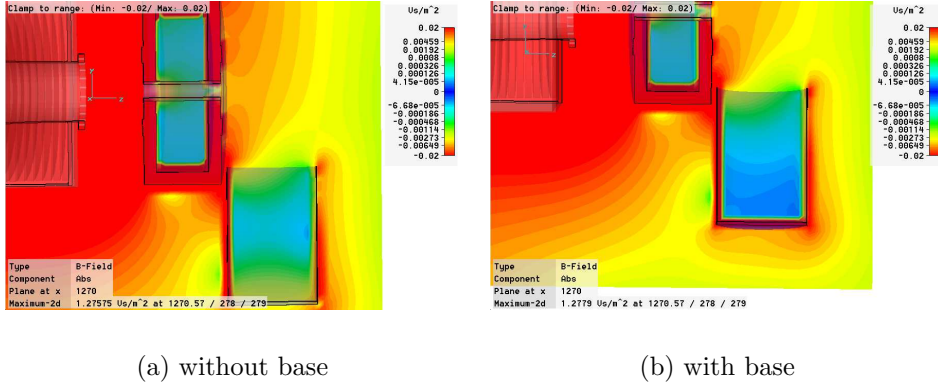 Clamp to range: (Min: -0.02/ Max: 0.02)
Vs/m^2
0.02
0.00459
0.00192
0.0008
0.000326
0.000126
4.15e-005
0
-6.68e-005
-0.000186
-0.000468
-0.00114
-0.00273
-0.00649
-0.02
y
x
z
Type B-Field
Component Abs
Plane at x 1270
Maximum-2d 1.27575 Vs/m^2 at 1270.57 / 278 / 279
(a) without base
Clamp to range: (Min: -0.02/ Max: 0.02)
Vs/m^2
0.02
0.00459
0.00192
0.0008
0.000326
0.000126
4.15e-005
0
-6.68e-005
-0.000186
-0.000468
-0.00114
-0.00273
-0.00649
-0.02
z
Type B-Field
Component Abs
Plane at x 1270
Maximum-2d 1.2779 Vs/m^2 at 1270.57 / 278 / 279
(b) with base